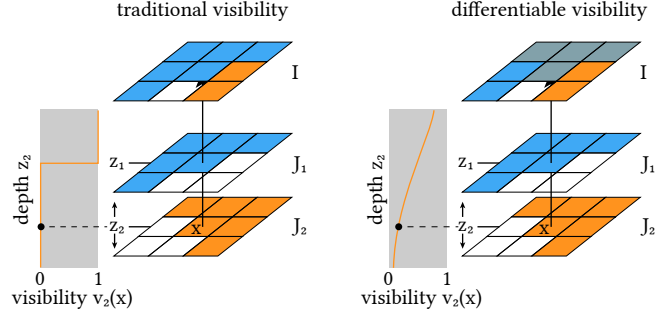 traditional visibility
I
depth z₂
z₁
J₁
z₂
x
J₂
0
1
visibility v₂(x)
differentiable visibility
I
depth z₂
z₁
J₁
z₂
x
J₂
0
1
visibility v₂(x)